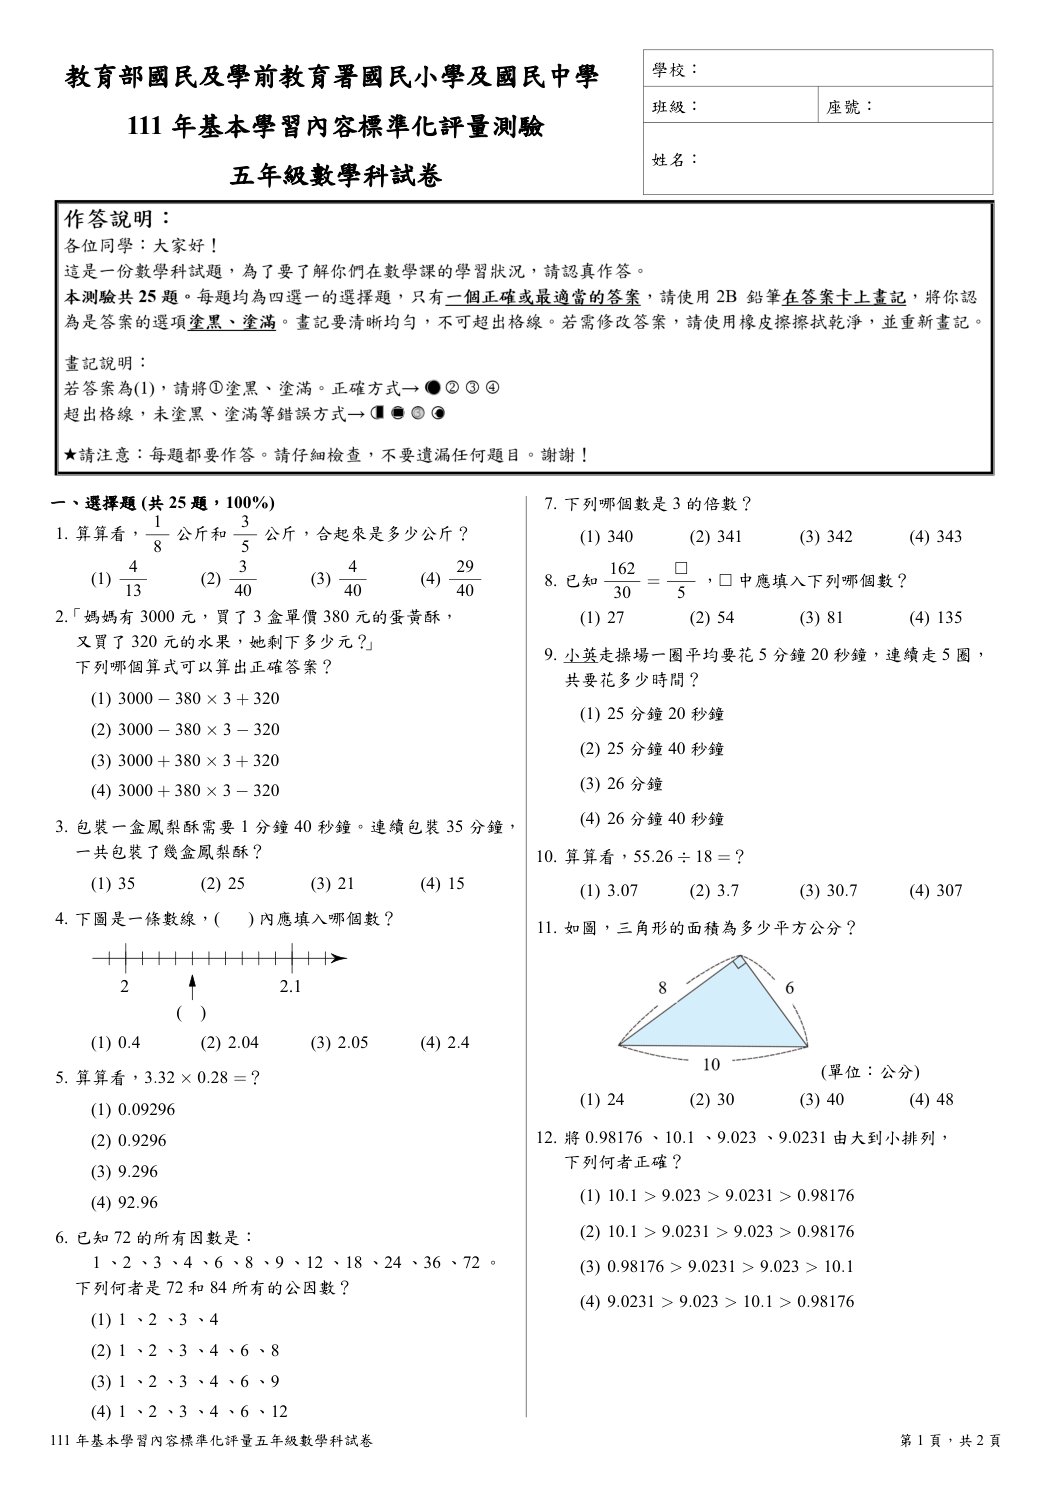 教育部國民及學前教育署國民小學及國民中學
111 年基本學習內容標準化評量測驗
五年級數學科試卷
學校：
班級：
座號：
姓名：
作答說明：
各位同學：大家好！
這是一份數學科試題，為了要了解你們在數學課的學習狀況，請認真作答。
本測驗共 25 題。每題均為四選一的選擇題，只有一個正確或最適當的答案，請使用 2B 鉛筆在答案卡上畫記，將你認
為是答案的選項塗黑、塗滿。畫記要清晰均勻，不可超出格線。若需修改答案，請使用橡皮擦擦拭乾淨，並重新畫記。
畫記說明：
若答案為(1)，請將①塗黑、塗滿。正確方式→ ● ② ③ ④
超出格線，未塗黑、塗滿等錯誤方式→
★請注意：每題都要作答。請仔細檢查，不要遺漏任何題目。謝謝！
一、選擇題 (共 25 題，100%)
1. 算算看，1/8 公斤和 3/5 公斤，合起來是多少公斤？
(1) 4/13 (2) 3/40 (3) 4/40 (4) 29/40
2.「媽媽有 3000 元，買了 3 盒單價 380 元的蛋黃酥，
又買了 320 元的水果，她剩下多少元？」
下列哪個算式可以算出正確答案？
(1) 3000 − 380 × 3 + 320
(2) 3000 − 380 × 3 − 320
(3) 3000 + 380 × 3 + 320
(4) 3000 + 380 × 3 − 320
3. 包裝一盒鳳梨酥需要 1 分鐘 40 秒鐘。連續包裝 35 分鐘，
一共包裝了幾盒鳳梨酥？
(1) 35 (2) 25 (3) 21 (4) 15
4. 下圖是一條數線，( ) 內應填入哪個數？
2 2.1
( )
(1) 0.4 (2) 2.04 (3) 2.05 (4) 2.4
5. 算算看，3.32 × 0.28 =？
(1) 0.09296
(2) 0.9296
(3) 9.296
(4) 92.96
6. 已知 72 的所有因數是：
1 、2 、3 、4 、6 、8 、9 、12 、18 、24 、36 、72 。
下列何者是 72 和 84 所有的公因數？
(1) 1 、2 、3 、4
(2) 1 、2 、3 、4 、6 、8
(3) 1 、2 、3 、4 、6 、9
(4) 1 、2 、3 、4 、6 、12
7. 下列哪個數是 3 的倍數？
(1) 340 (2) 341 (3) 342 (4) 343
8. 已知 162/30 = □/5 ，□ 中應填入下列哪個數？
(1) 27 (2) 54 (3) 81 (4) 135
9. 小英走操場一圈平均要花 5 分鐘 20 秒鐘，連續走 5 圈，
共要花多少時間？
(1) 25 分鐘 20 秒鐘
(2) 25 分鐘 40 秒鐘
(3) 26 分鐘
(4) 26 分鐘 40 秒鐘
10. 算算看，55.26 ÷ 18 =？
(1) 3.07 (2) 3.7 (3) 30.7 (4) 307
11. 如圖，三角形的面積為多少平方公分？
8 6
10
(單位：公分)
(1) 24 (2) 30 (3) 40 (4) 48
12. 將 0.98176 、10.1 、9.023 、9.0231 由大到小排列，
下列何者正確？
(1) 10.1 > 9.023 > 9.0231 > 0.98176
(2) 10.1 > 9.0231 > 9.023 > 0.98176
(3) 0.98176 > 9.0231 > 9.023 > 10.1
(4) 9.0231 > 9.023 > 10.1 > 0.98176
111 年基本學習內容標準化評量五年級數學科試卷
第 1 頁，共 2 頁